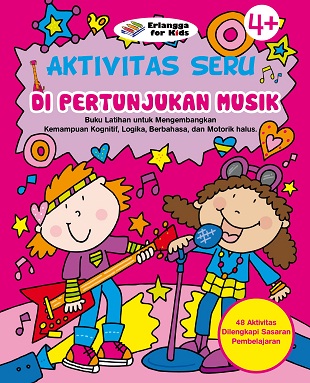 Erlangga
for Kids
4+
AKTIVITAS SERU
DI PERTUNJUKAN MUSIK
Buku Latihan untuk Mengembangkan
Kemampuan Kognitif, Logika, Berbahasa, dan Motorik halus.
48 Aktivitas
Dilengkapi Sasaran
Pembelajaran